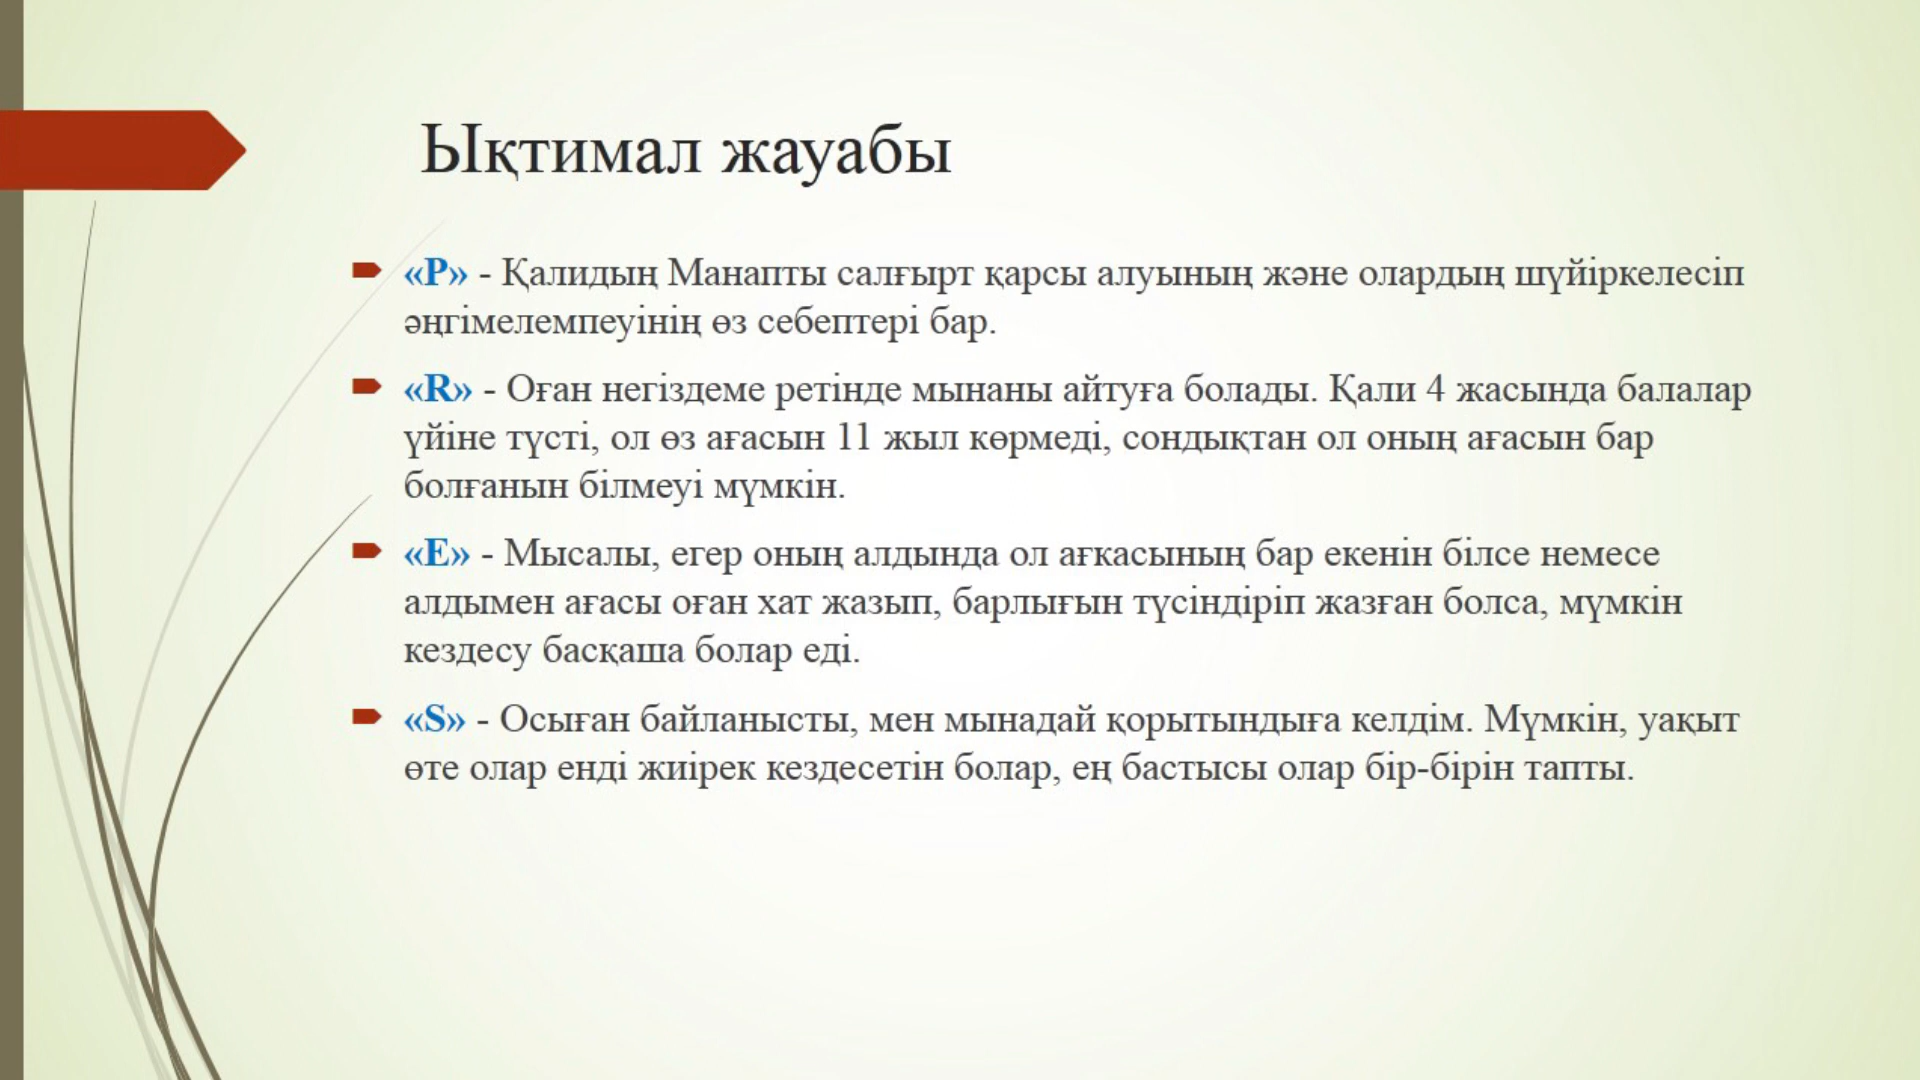 Ықтимал жауабы
«P» - Қалидың Манапты салғырт қарсы алуының және олардың шүйіркелесіп
әңгімелемпеуінің өз себептері бар.
«R» - Оған негіздеме ретінде мынаны айтуға болады. Қали 4 жасында балалар
үйіне түсті, ол өз ағасын 11 жыл көрмеді, сондықтан ол оның ағасын бар
болғанын білмеуі мүмкін.
«E» - Мысалы, егер оның алдында ол ағкасының бар екенін білсе немесе
алдымен ағасы оған хат жазып, барлығын түсіндіріп жазған болса, мүмкін
кездесу басқаша болар еді.
«S» - Осыған байланысты, мен мынадай қорытындыға келдім. Мүмкін, уақыт
өте олар енді жиірек кездесетін болар, ең бастысы олар бір-бірін тапты.